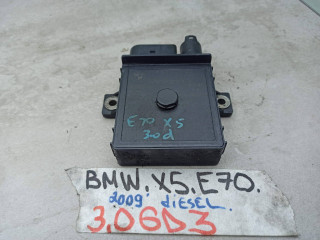 E70 X5
30d
BMW.X5.E70.
2009 diESEL.
3,0GD3